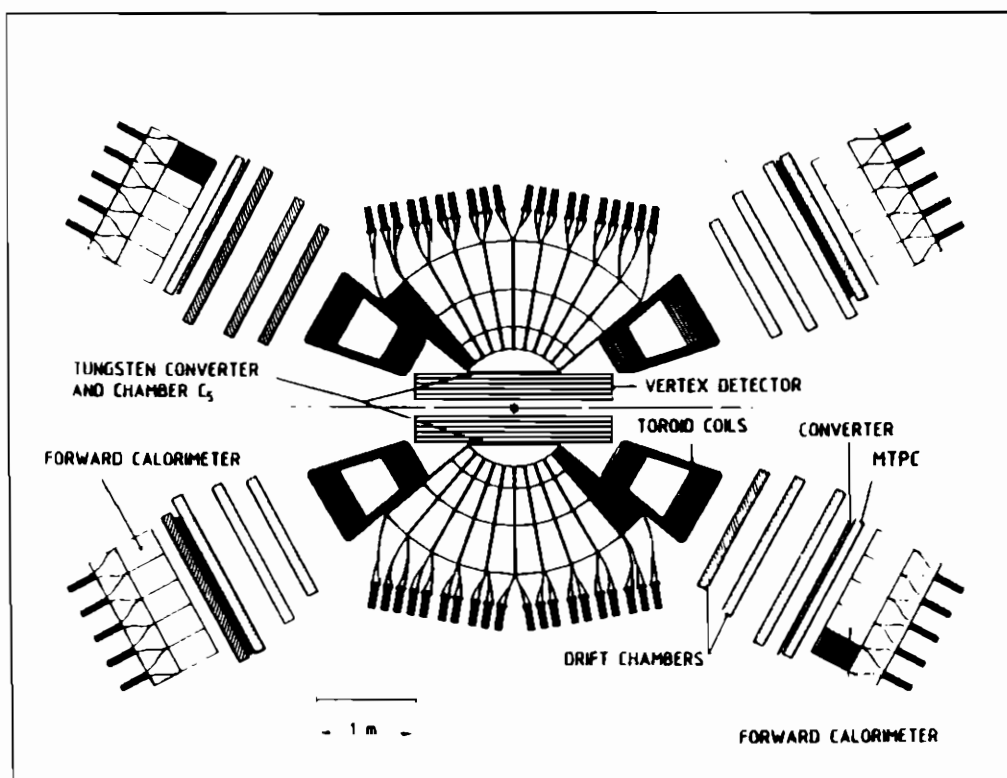 TUNGSTEN CONVERTER
AND CHAMBER C5
VERTEX DETECTOR
TOROID COILS
CONVERTER
MTPC
FORWARD CALORIMETER
DRIFT CHAMBERS
1 m
FORWARD CALORIMETER